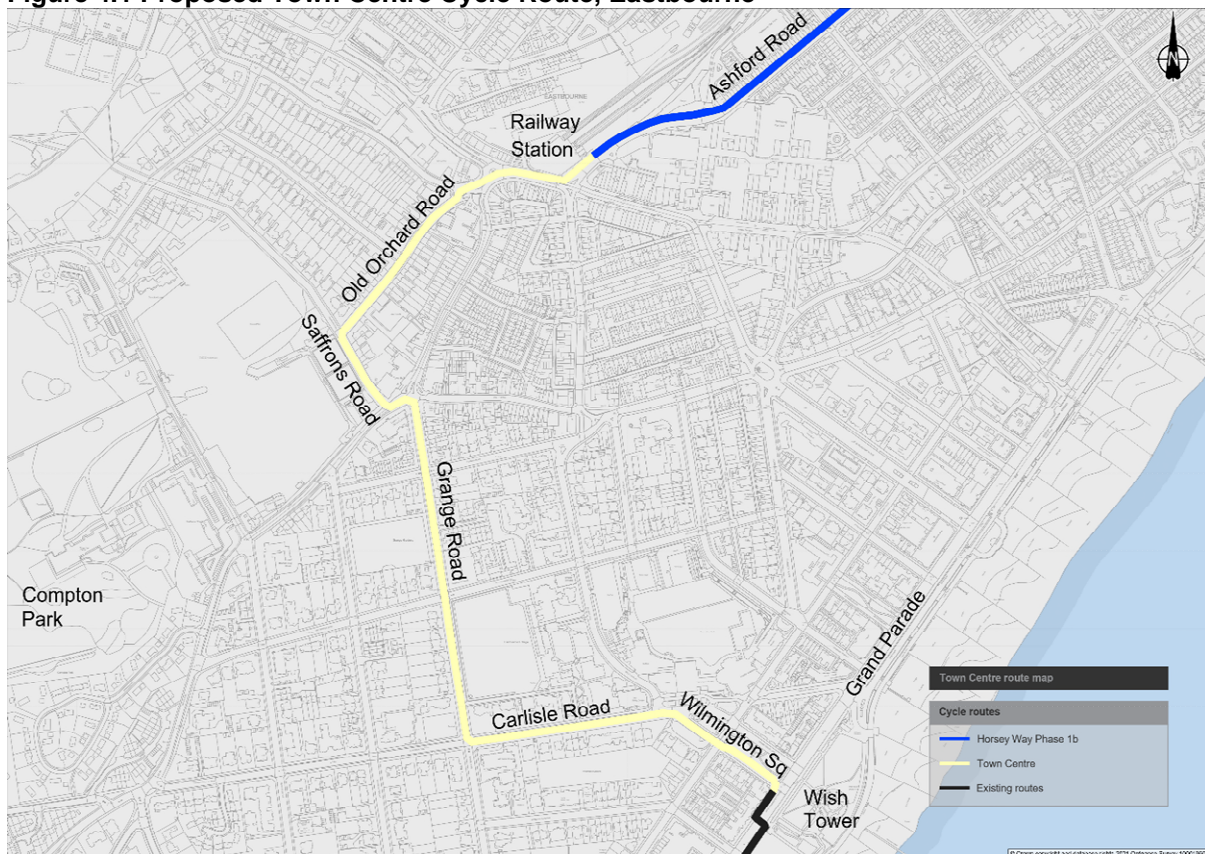 Figure 4.1 Proposed Town Centre Cycle Route, Eastbourne
Ashford Road
N
EASTBOURNE
Railway
Station
Old Orchard Road
Saffrons Road
Grange Road
Compton
Park
Grand Parade
Carlisle Road
Wilmington Sq
Wish
Tower
Town Centre route map
Cycle routes
Horsey Way Phase 1b
Town Centre
Existing routes